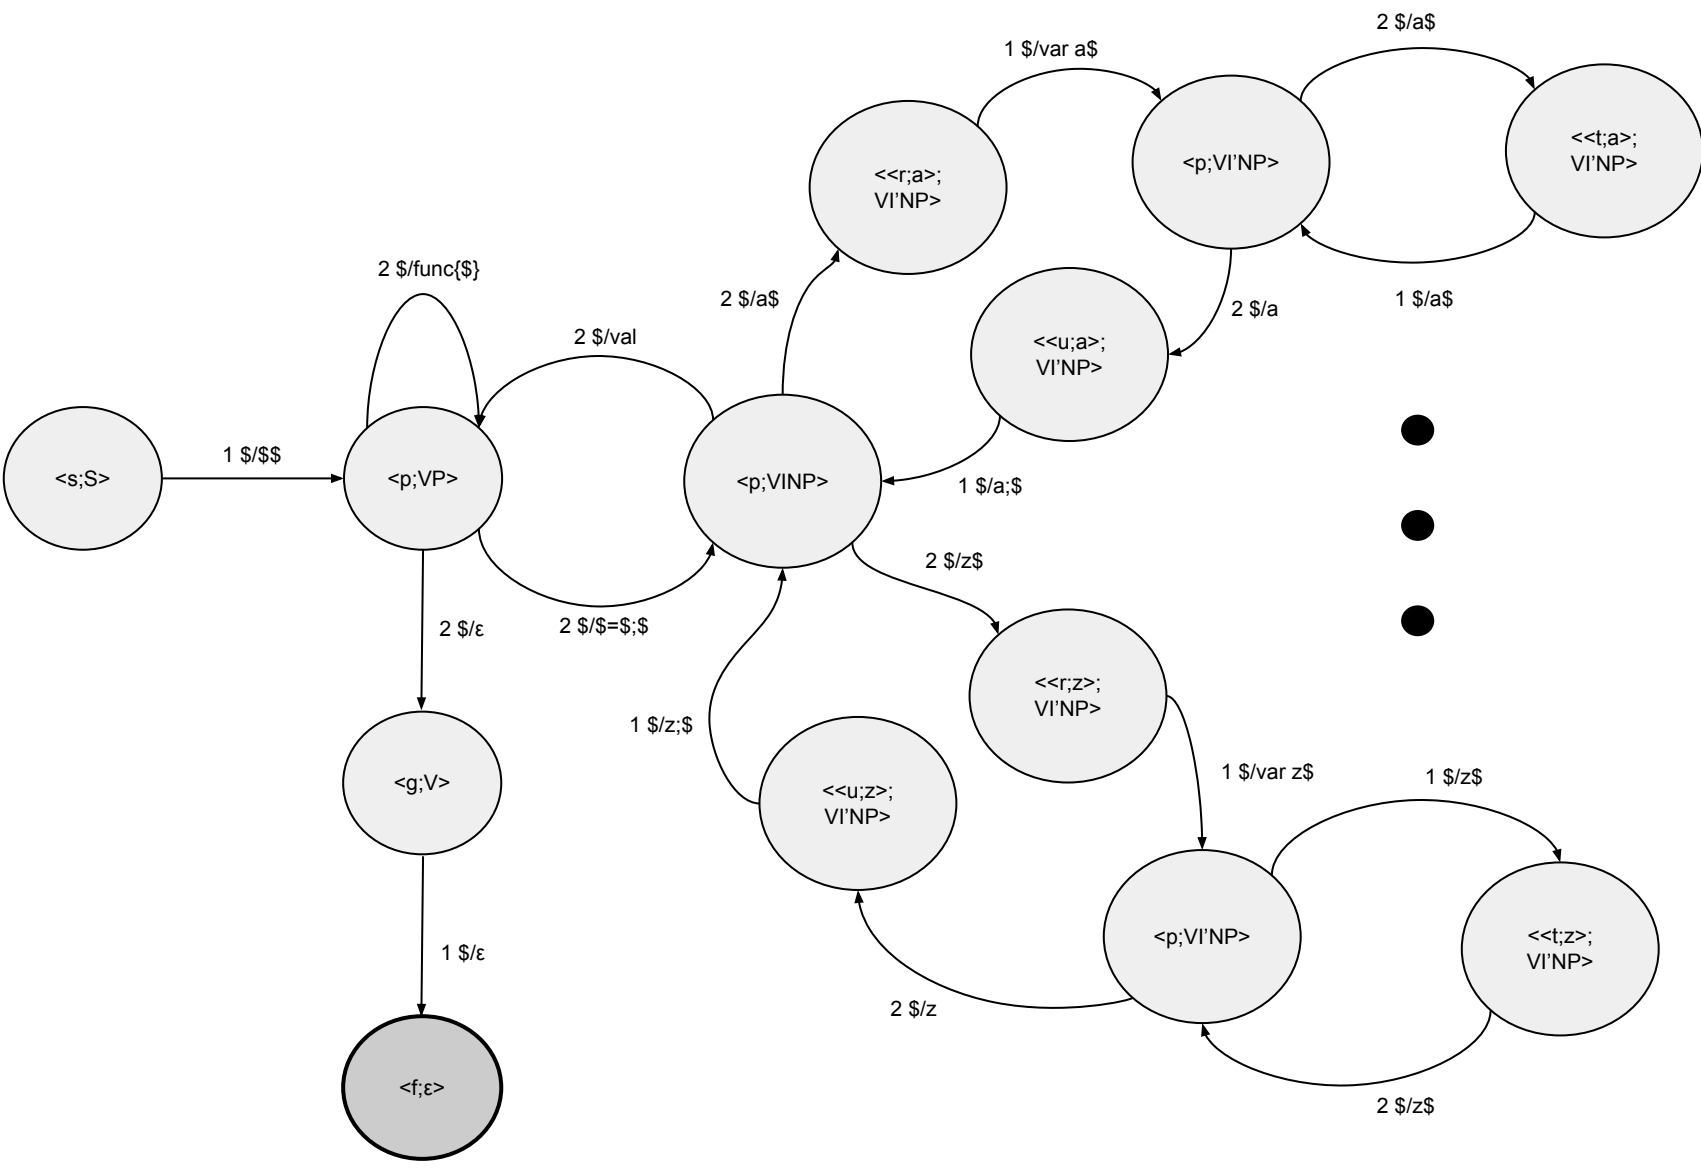 2 $/a$
1 $/var a$
<<t;a>;
VI'NP>
<p;VI'NP>
<<r;a>;
VI'NP>
2 $/func{$}
2 $/a$
1 $/a$
2 $/a
2 $/val
<<u;a>;
VI'NP>
1 $/$$
<s;S>
<p;VP>
<p;VINP>
1 $/a;$
2 $/z$
2 $/ε
2 $/$=$;$
<<r;z>;
VI'NP>
1 $/z;$
1 $/var z$
1 $/z$
<g;V>
<<u;z>;
VI'NP>
<p;VI'NP>
<<t;z>;
VI'NP>
1 $/ε
2 $/z
<f;ε>
2 $/z$